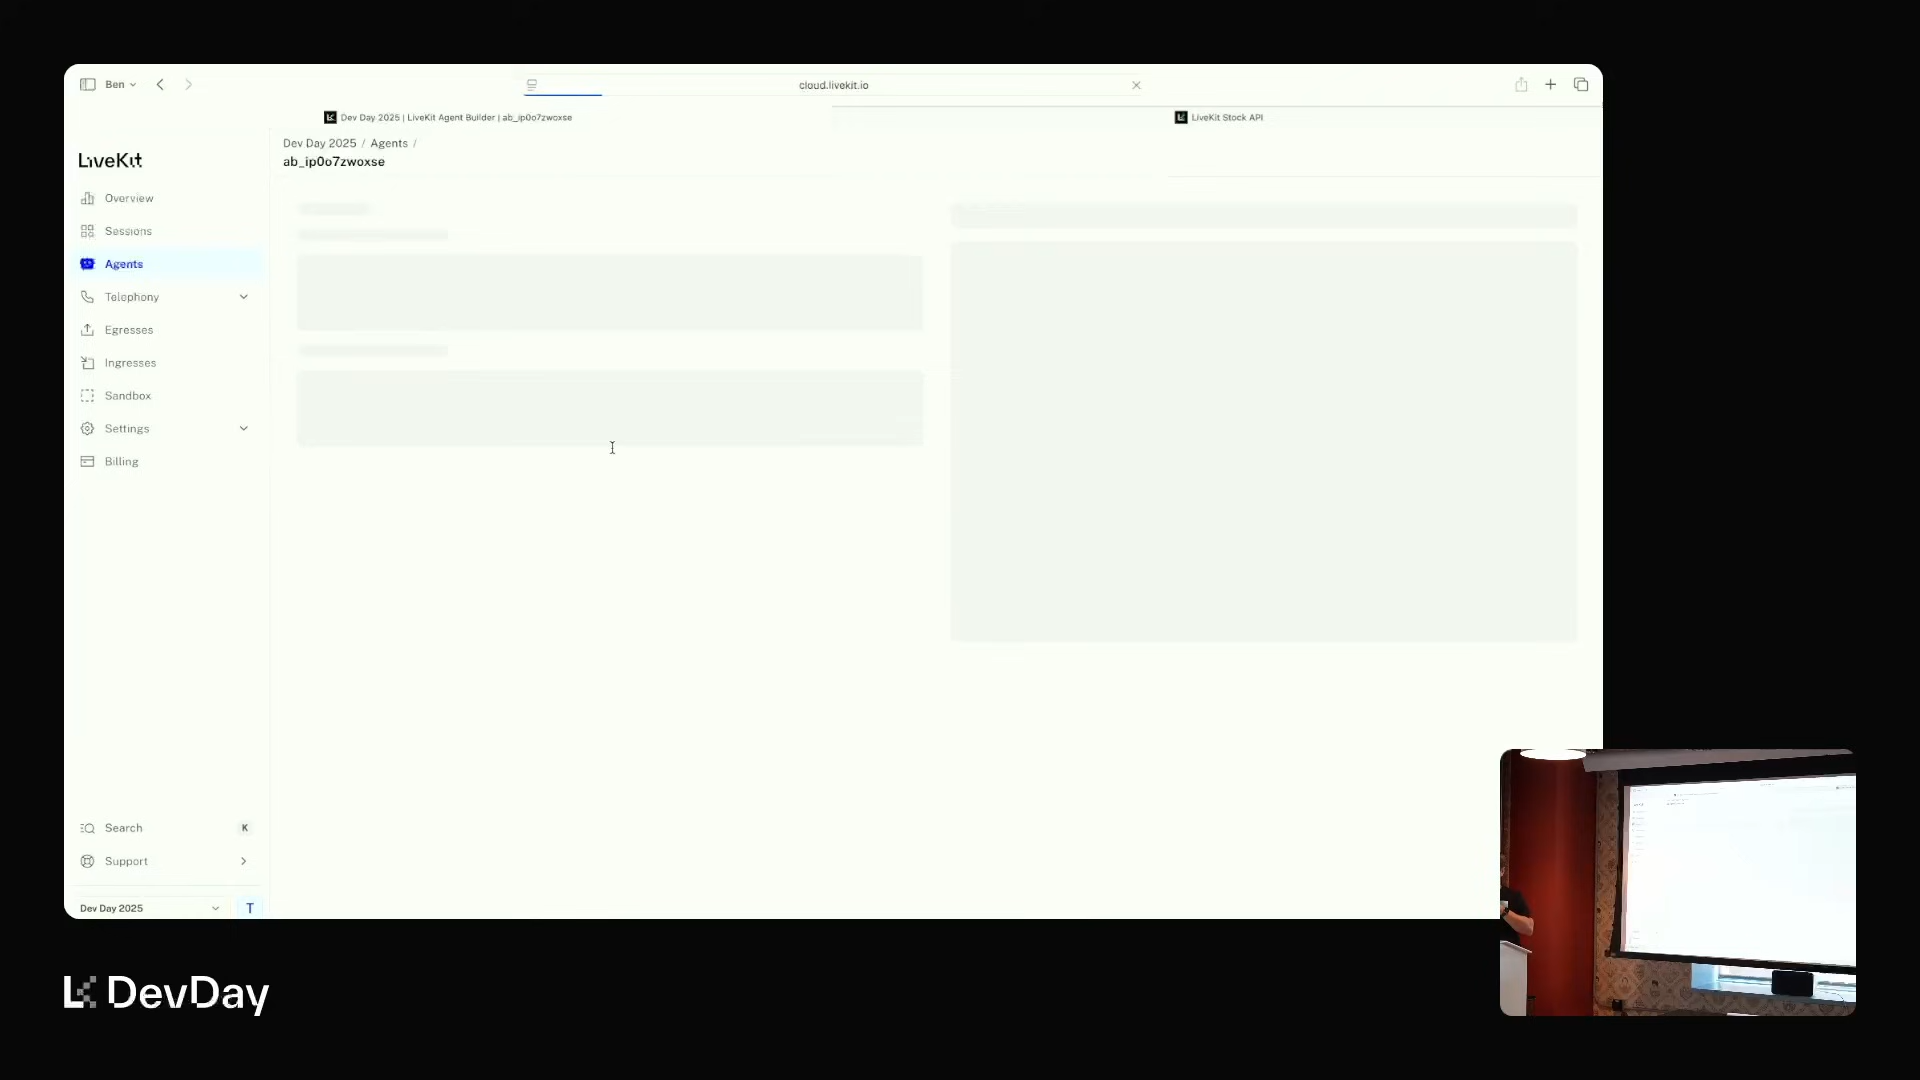 Ben
cloud.livekit.io
Dev Day 2025 | LiveKit Agent Builder | ab_ip0o7zwoxse
LiveKit Stock API
LiveKit
Dev Day 2025 / Agents /
ab_ip0o7zwoxse
Overview
Sessions
Agents
Telephony
Egresses
Ingresses
Sandbox
Settings
Billing
Search K
Support
Dev Day 2025 T
LK DevDay